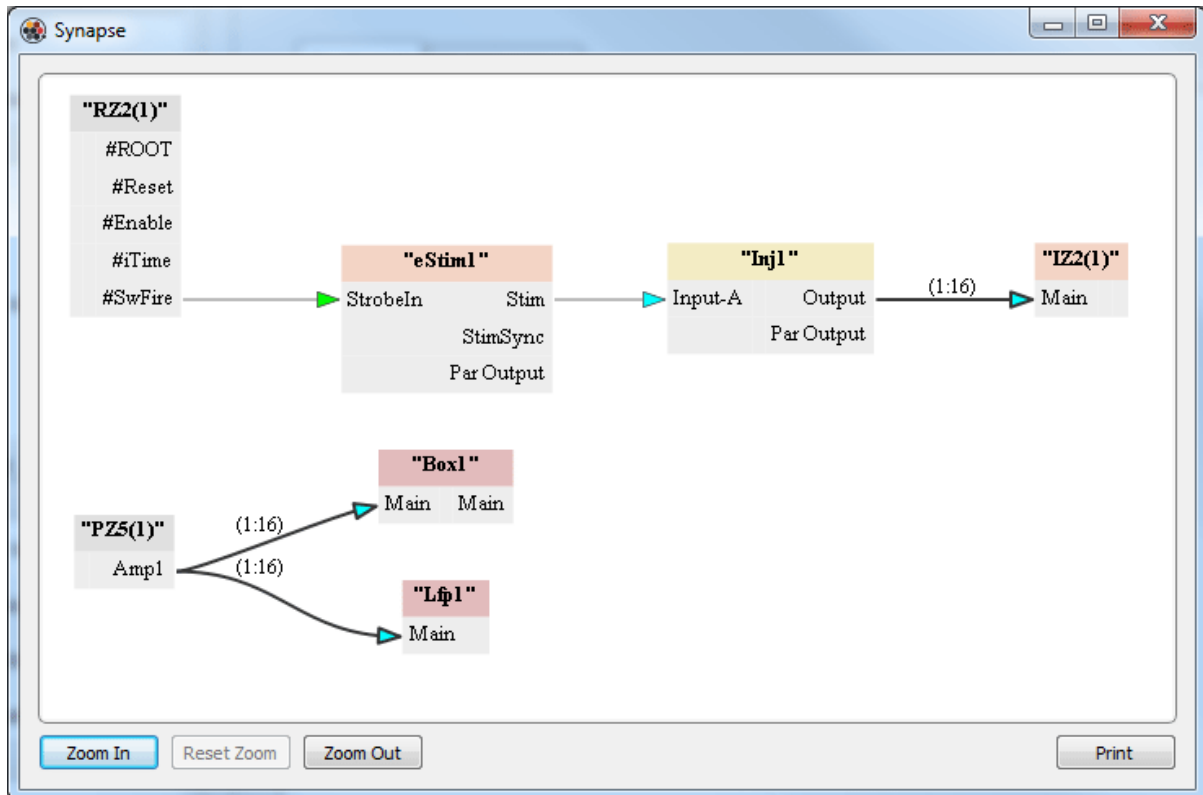 Synapse
"RZ2(1)"
#ROOT
#Reset
#Enable
#iTime
#SwFire
"eStim1"
StrobeIn Stim
StimSync
Par Output
"Inj1"
Input-A Output
Par Output
(1:16)
"IZ2(1)"
Main
"PZ5(1)"
Amp1
(1:16)
(1:16)
"Box1"
Main Main
"Lfp1"
Main
Zoom In
Reset Zoom
Zoom Out
Print